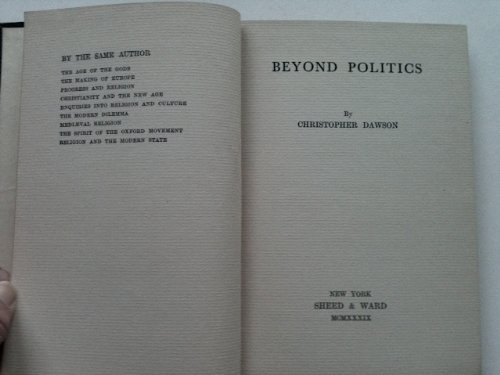 BY THE SAME AUTHOR
THE AGE OF THE GODS
THE MAKING OF EUROPE
PROGRESS AND RELIGION
CHRISTIANITY AND THE NEW AGE
ENQUIRIES INTO RELIGION AND CULTURE
THE MODERN DILEMMA
MEDIEVAL RELIGION
THE SPIRIT OF THE OXFORD MOVEMENT
RELIGION AND THE MODERN STATE
BEYOND POLITICS
By
CHRISTOPHER DAWSON
NEW YORK
SHEED & WARD
MCMXXXIX